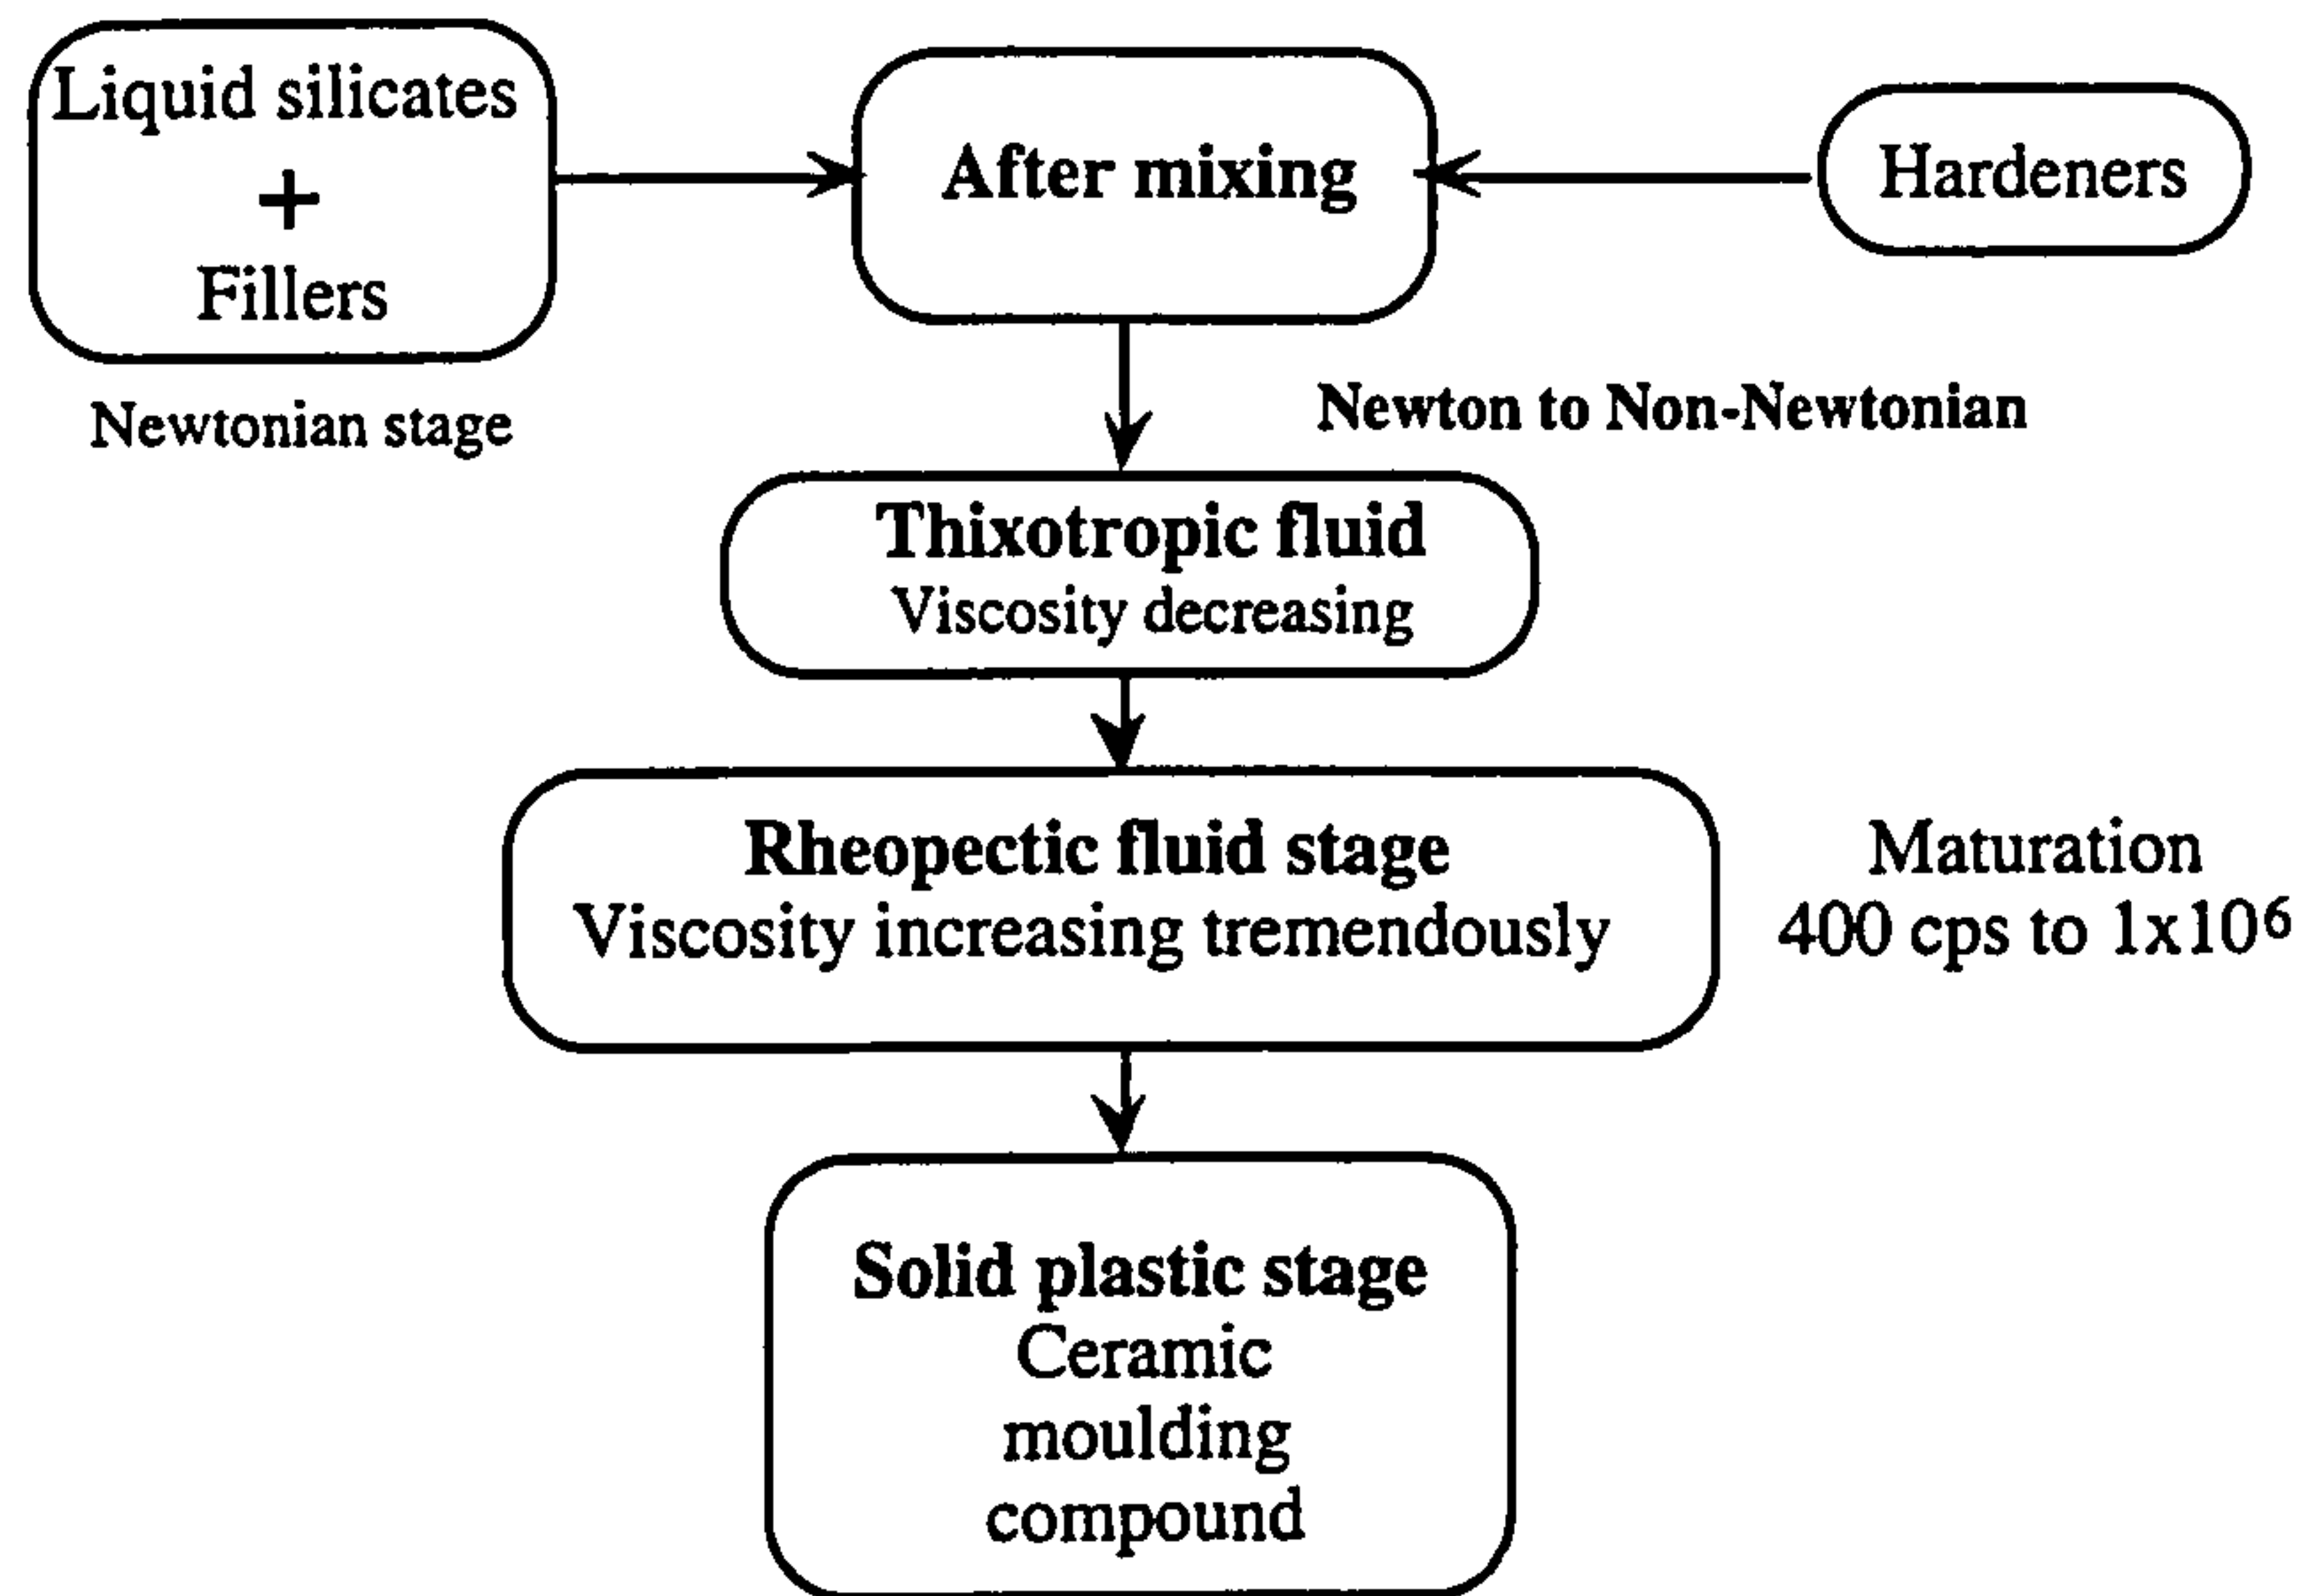 Liquid silicates
+
Fillers
Newtonian stage
After mixing
Hardeners
Newton to Non-Newtonian
Thixotropic fluid
Viscosity decreasing
Rheopectic fluid stage
Viscosity increasing tremendously
Maturation
400 cps to 1x10⁶
Solid plastic stage
Ceramic
moulding
compound